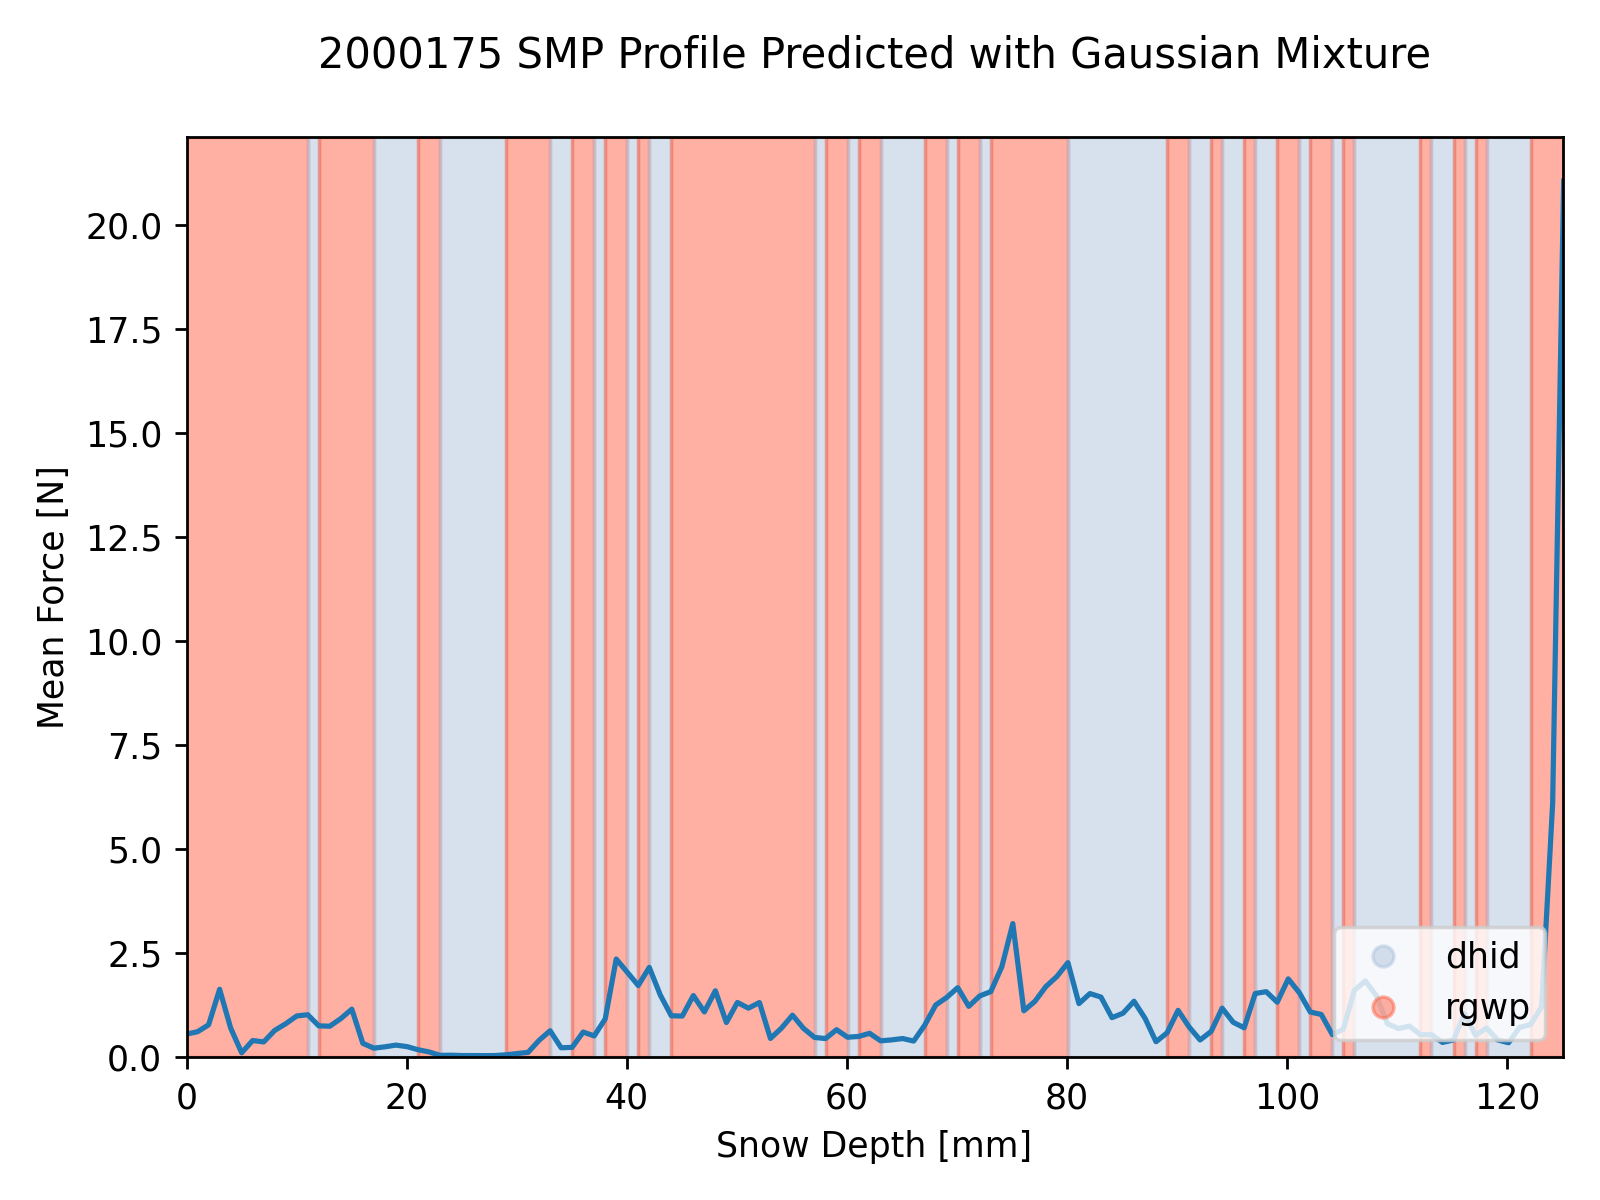 2000175 SMP Profile Predicted with Gaussian Mixture
20.0
17.5
15.0
12.5
10.0
7.5
5.0
2.5
0.0
Mean Force [N]
dhid
rgwp
0 20 40 60 80 100 120
Snow Depth [mm]